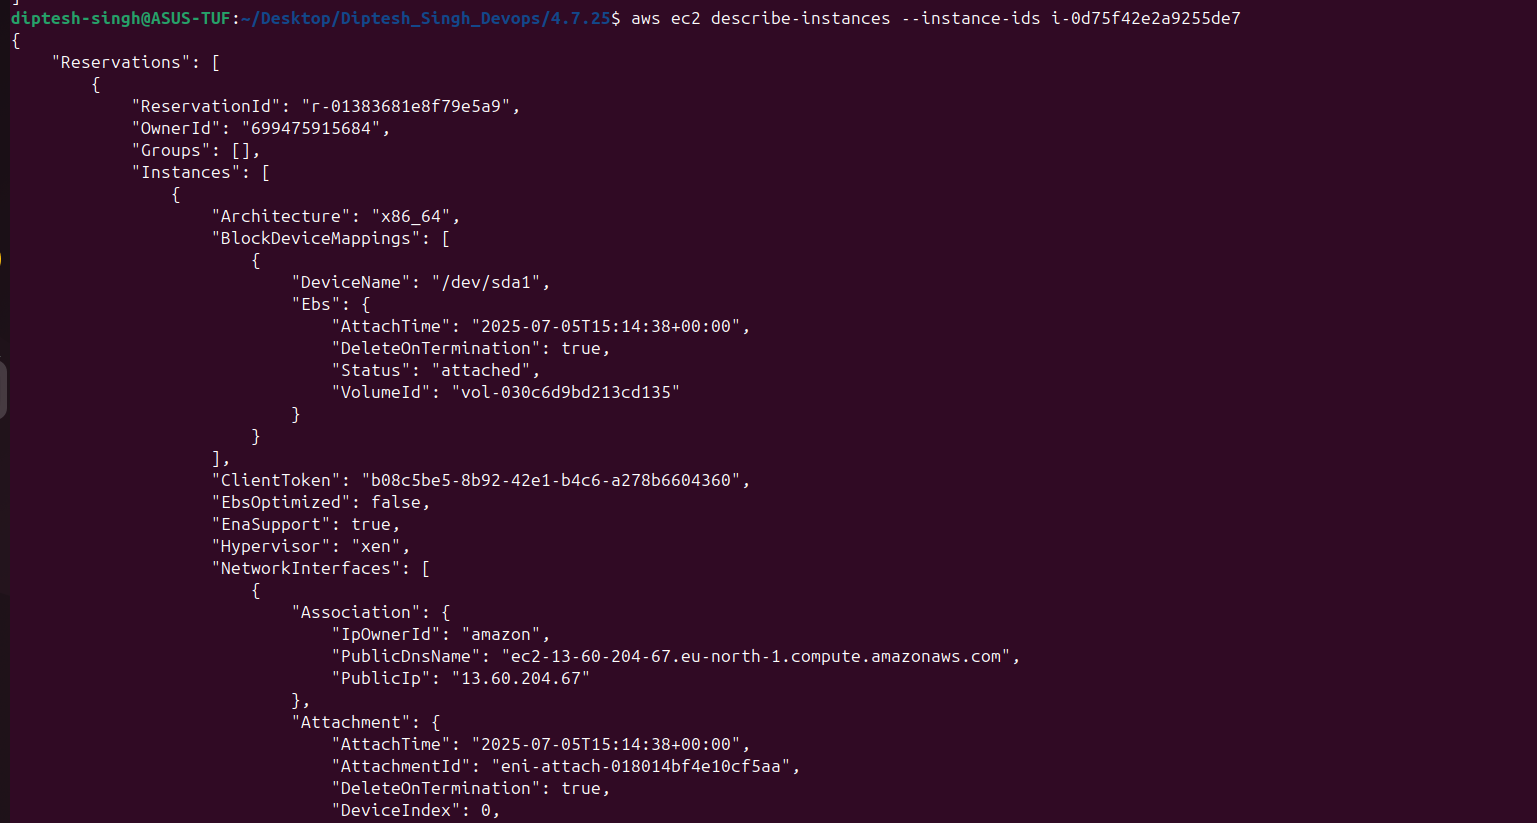 diptesh-singh@ASUS-TUF:~/Desktop/Diptesh_Singh_Devops/4.7.25$ aws ec2 describe-instances --instance-ids i-0d75f42e2a9255de7
{
    "Reservations": [
        {
            "ReservationId": "r-01383681e8f79e5a9",
            "OwnerId": "699475915684",
            "Groups": [],
            "Instances": [
                {
                    "Architecture": "x86_64",
                    "BlockDeviceMappings": [
                        {
                            "DeviceName": "/dev/sda1",
                            "Ebs": {
                                "AttachTime": "2025-07-05T15:14:38+00:00",
                                "DeleteOnTermination": true,
                                "Status": "attached",
                                "VolumeId": "vol-030c6d9bd213cd135"
                            }
                        }
                    ],
                    "ClientToken": "b08c5be5-8b92-42e1-b4c6-a278b6604360",
                    "EbsOptimized": false,
                    "EnaSupport": true,
                    "Hypervisor": "xen",
                    "NetworkInterfaces": [
                        {
                            "Association": {
                                "IpOwnerId": "amazon",
                                "PublicDnsName": "ec2-13-60-204-67.eu-north-1.compute.amazonaws.com",
                                "PublicIp": "13.60.204.67"
                            },
                            "Attachment": {
                                "AttachTime": "2025-07-05T15:14:38+00:00",
                                "AttachmentId": "eni-attach-018014bf4e10cf5aa",
                                "DeleteOnTermination": true,
                                "DeviceIndex": 0,